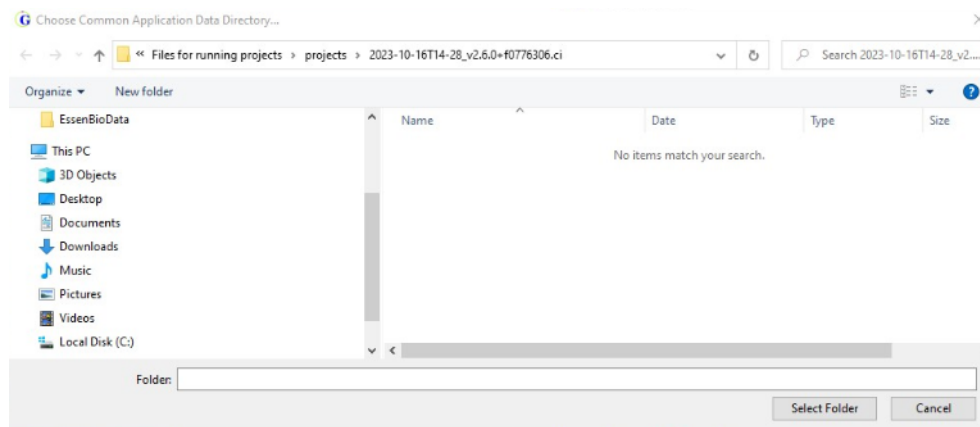 G Choose Common Application Data Directory...
« Files for running projects › projects › 2023-10-16T14-28_v2.6.0+f0776306.ci
Search 2023-10-16T14-28_v2....
Organize New folder
?
EssenBioData
This PC
3D Objects
Desktop
Documents
Downloads
Music
Pictures
Videos
Local Disk (C:)
Name Date Type Size
No items match your search.
Folder:
Select Folder Cancel